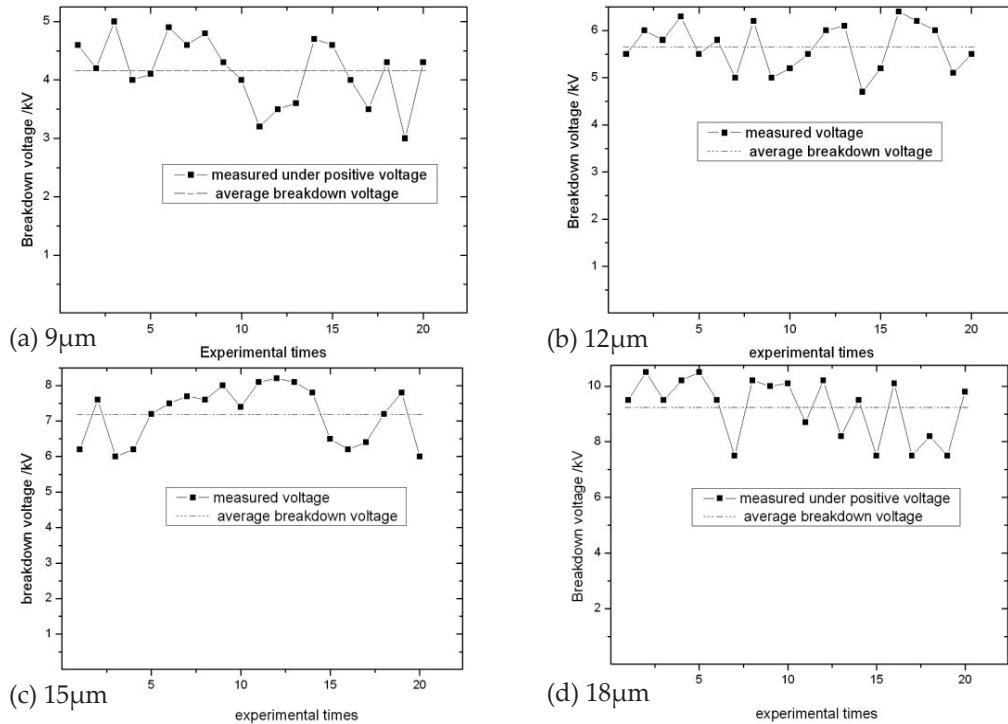 Breakdown voltage /kV
5
4
3
2
1
measured under positive voltage
average breakdown voltage
5
10
15
20
Experimental times
(a) 9μm
Breakdown voltage /kV
6
5
4
3
2
1
measured voltage
average breakdown voltage
5
10
15
20
experimental times
(b) 12μm
breakdown voltage /kV
8
7
6
5
4
3
2
1
measured voltage
average breakdown voltage
5
10
15
20
experimental times
(c) 15μm
Breakdown voltage /kV
10
8
6
4
2
measured under positive voltage
average breakdown voltage
5
10
15
20
experimental times
(d) 18μm